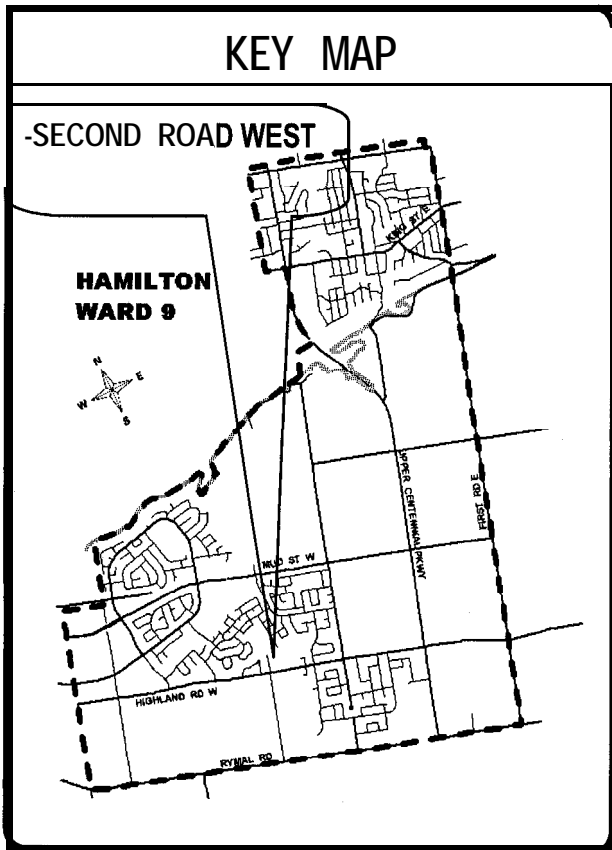 KEY MAP
-SECOND ROAD WEST
KING ST E
HAMILTON
WARD 9
N
E
W
S
UPPER CENTENNIAL PKWY
FIRST RD E
MUD ST W
HIGHLAND RD W
RYMAL RD